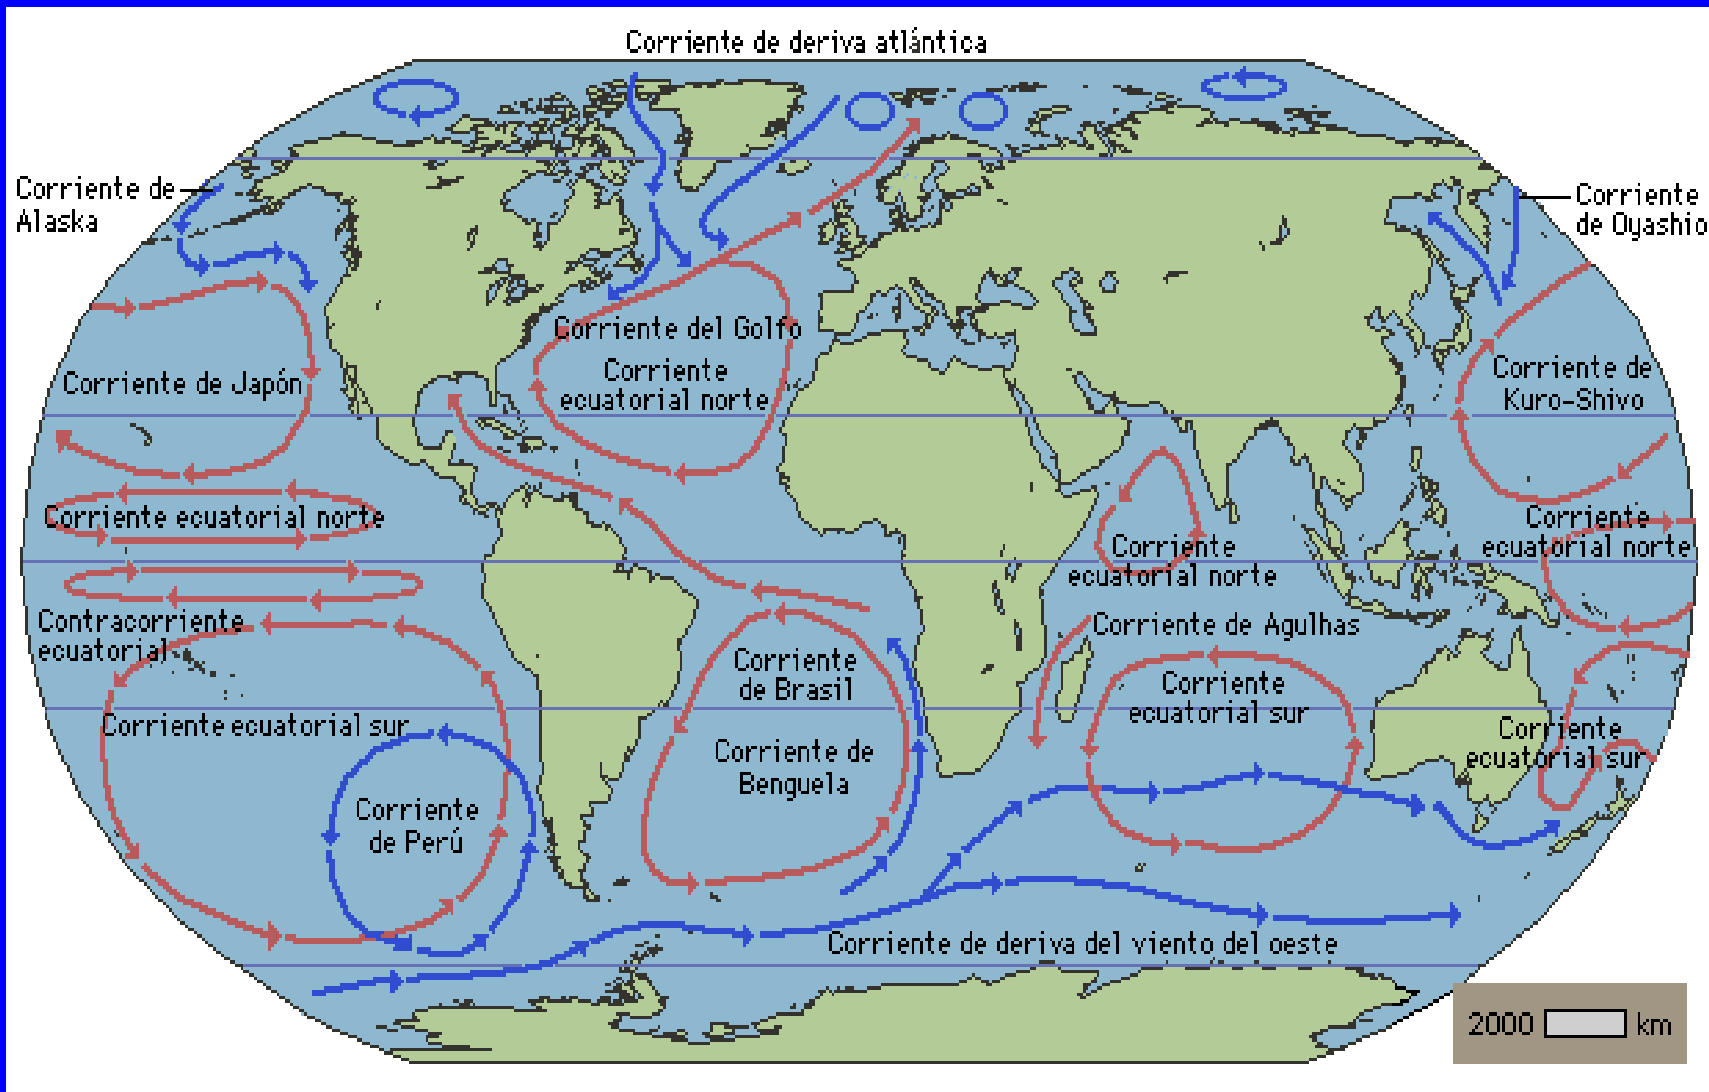 Corriente de deriva atlántica
Corriente de
Alaska
Corriente
de Oyashio
Corriente del Golfo
Corriente
ecuatorial norte
Corriente de Japón
Corriente de
Kuro-Shivo
Corriente ecuatorial norte
Corriente
ecuatorial norte
Corriente
ecuatorial norte
Contracorriente
ecuatorial
Corriente de Agulhas
Corriente
de Brasil
Corriente
ecuatorial sur
Corriente ecuatorial sur
Corriente
ecuatorial sur
Corriente de
Benguela
Corriente
de Perú
Corriente de deriva del viento del oeste
2000 km